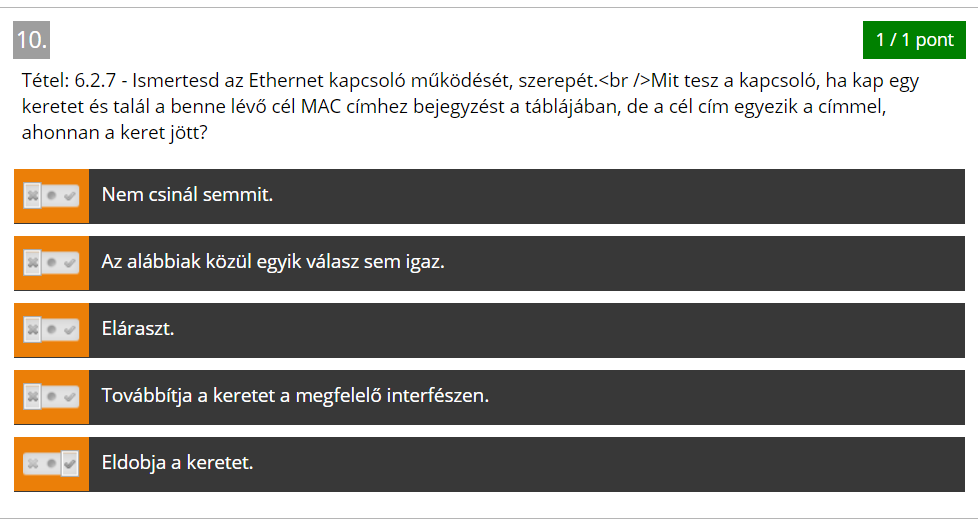 10.
1 / 1 pont
Tétel: 6.2.7 - Ismertesd az Ethernet kapcsoló működését, szerepét.<br />Mit tesz a kapcsoló, ha kap egy
keretet és talál a benne lévő cél MAC címhez bejegyzést a táblájában, de a cél cím egyezik a címmel,
ahonnan a keret jött?
Nem csinál semmit.
Az alábbiak közül egyik válasz sem igaz.
Eláraszt.
Továbbítja a keretet a megfelelő interfészen.
Eldobja a keretet.